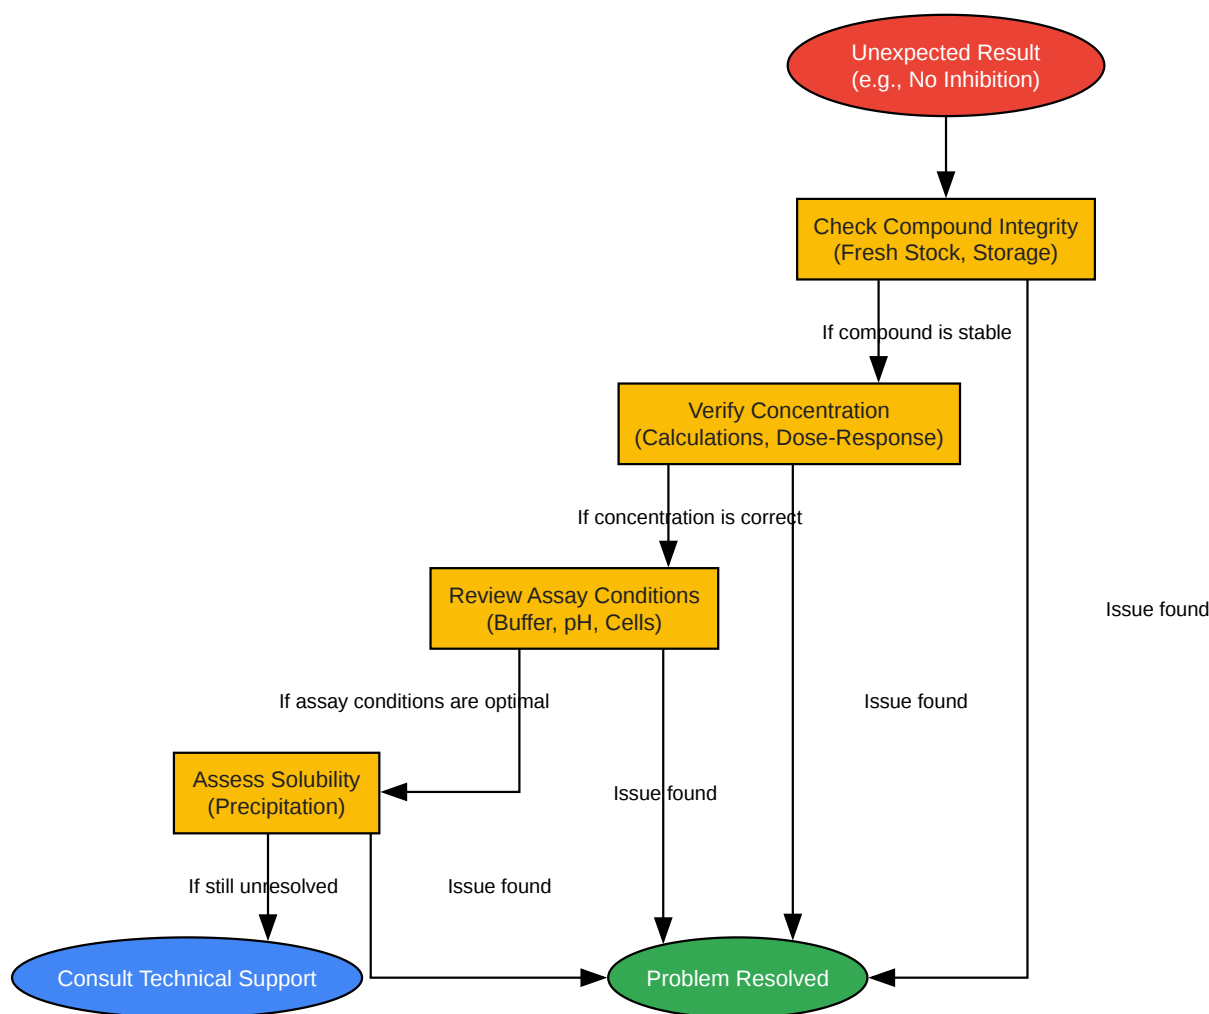 Unexpected Result
(e.g., No Inhibition)
Check Compound Integrity
(Fresh Stock, Storage)
If compound is stable
Verify Concentration
(Calculations, Dose-Response)
If concentration is correct
Review Assay Conditions
(Buffer, pH, Cells)
Issue found
If assay conditions are optimal
Issue found
Assess Solubility
(Precipitation)
Issue found
If still unresolved
Issue found
Consult Technical Support
Problem Resolved